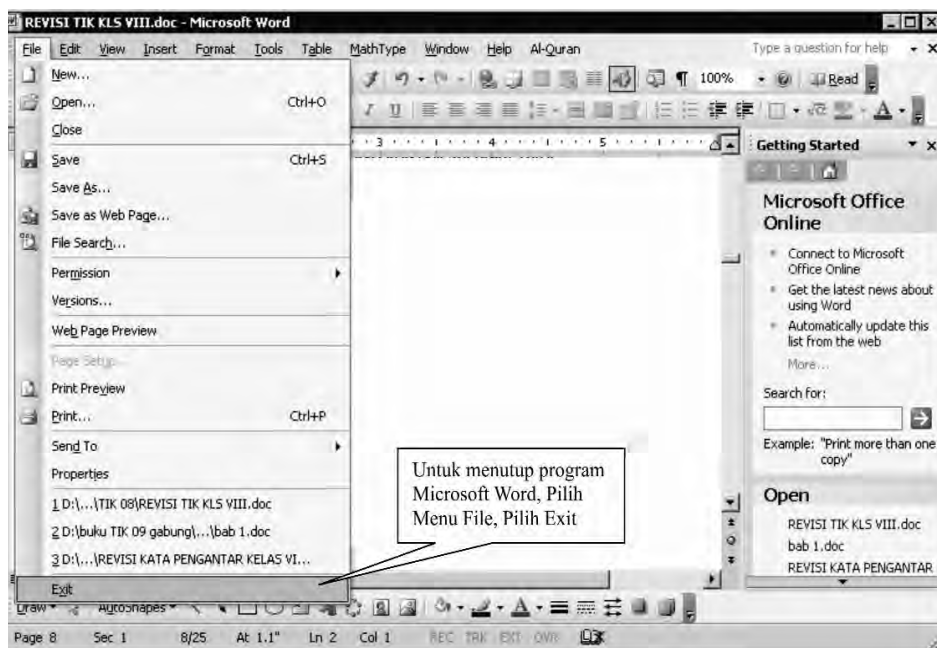 REVISI TIK KLS VIII.doc - Microsoft Word
File Edit View Insert Format Tools Table MathType Window Help Al-Quran Type a question for help
New...
100% Read
Open... Ctrl+O
Close
3 4 5
Save Ctrl+S
Save As...
Save as Web Page...
File Search...
Permission
Versions...
Web Page Preview
Page Setup...
Print Preview
Print... Ctrl+P
Send To
Properties
1 D:\...\TIK 08\REVISI TIK KLS VIII.doc
2 D:\buku TIK 09 gabung\...\bab 1.doc
3 D:\...\REVISI KATA PENGANTAR KELAS VI...
Exit
Getting Started
Microsoft Office
Online
Connect to Microsoft
Office Online
Get the latest news about
using Word
Automatically update this
list from the web
More...
Search for:
Example: "Print more than one
copy"
Open
REVISI TIK KLS VIII.doc
bab 1.doc
REVISI KATA PENGANTAR
Untuk menutup program
Microsoft Word, Pilih
Menu File, Pilih Exit
Draw AutoShapes
Page 8 Sec 1 8/25 At 1.1" Ln 2 Col 1 REC TRK EXT OVR